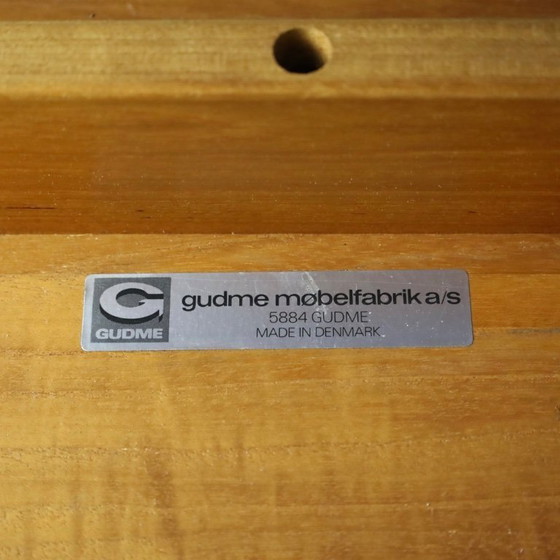 G
GUDME
gudme møbelfabrik a/s
5884 GUDME
MADE IN DENMARK